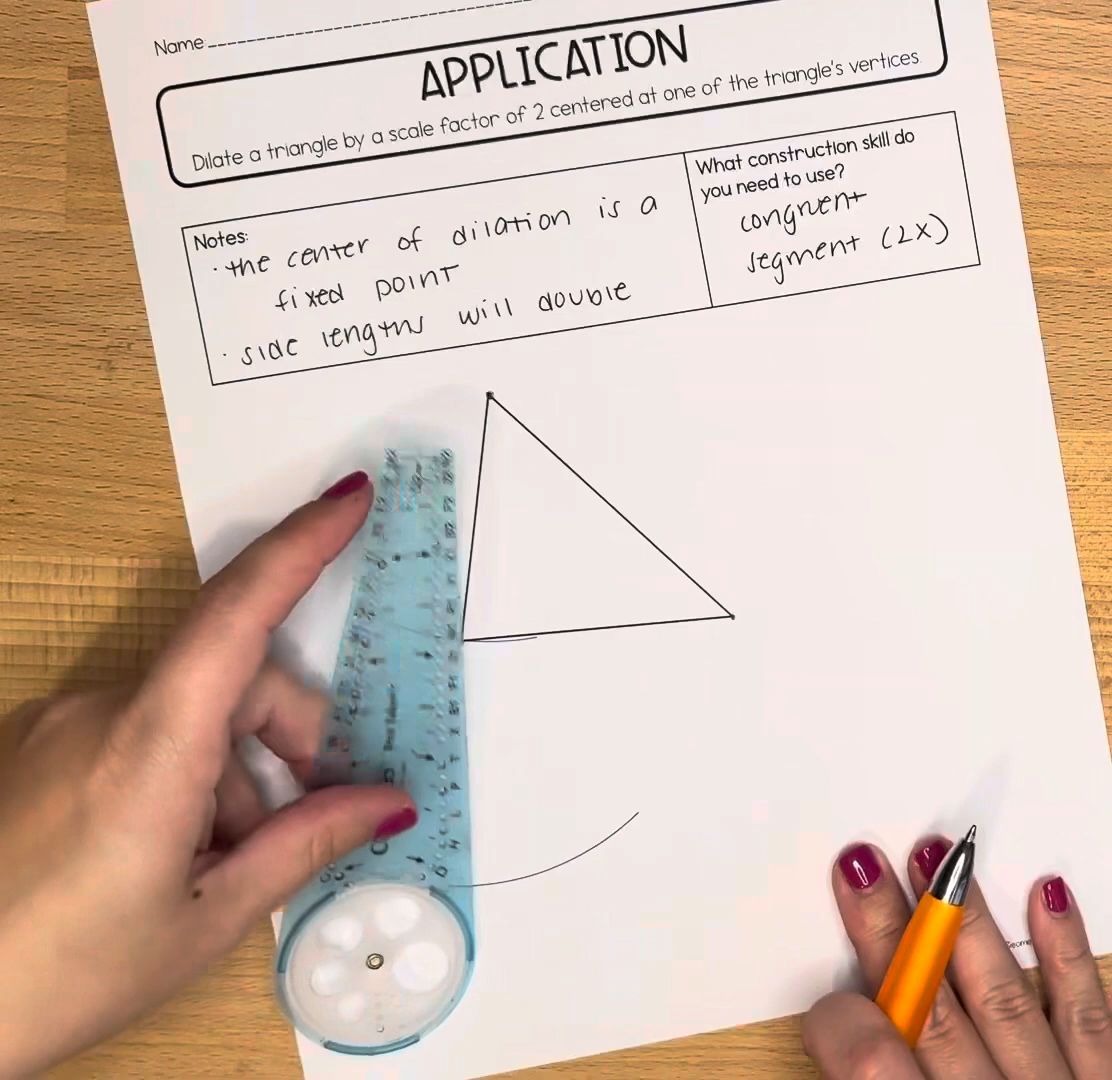 Name:
APPLICATION
Dilate a triangle by a scale factor of 2 centered at one of the triangle's vertices.
Notes:
· the center of dilation is a
fixed point
· side lengths will double
What construction skill do
you need to use?
congruent
segment (2x)